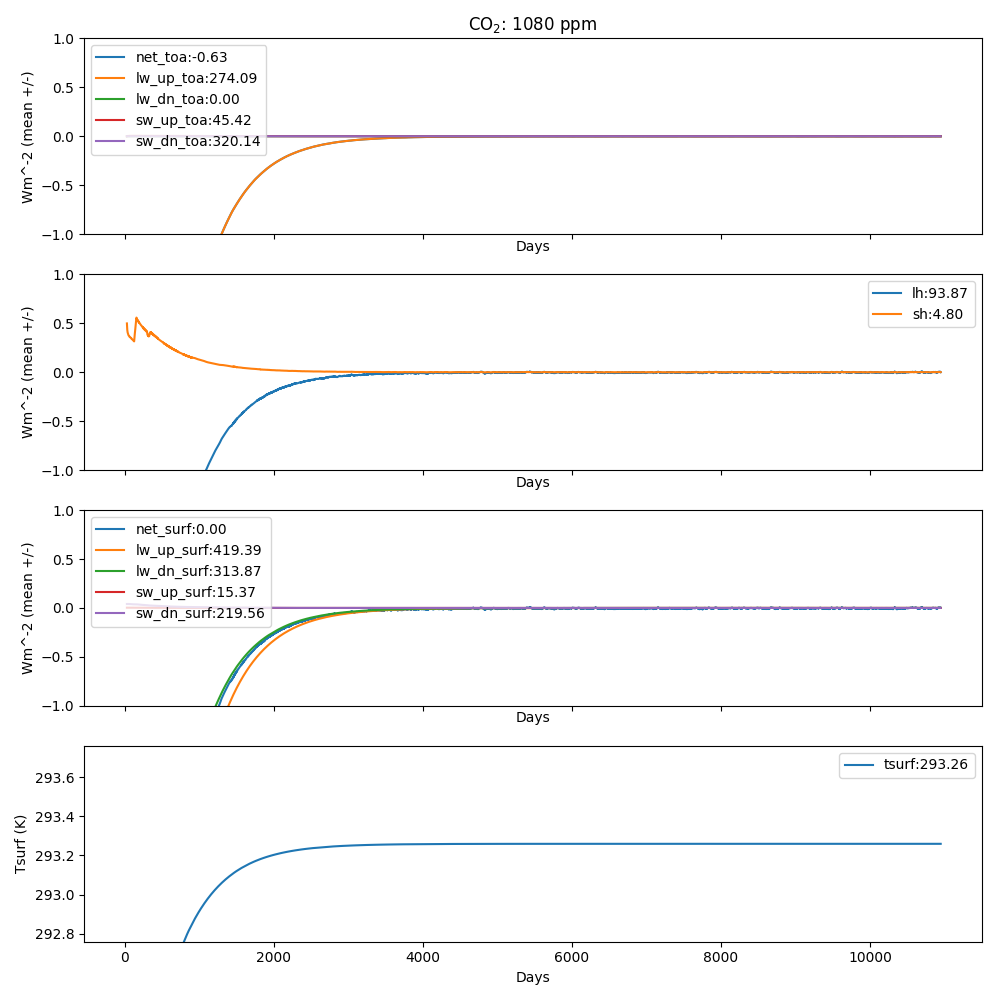 CO2: 1080 ppm
1.0
0.5
0.0
−0.5
−1.0
Wm^-2 (mean +/-)
net_toa:-0.63
lw_up_toa:274.09
lw_dn_toa:0.00
sw_up_toa:45.42
sw_dn_toa:320.14
Days
1.0
0.5
0.0
−0.5
−1.0
Wm^-2 (mean +/-)
lh:93.87
sh:4.80
Days
1.0
0.5
0.0
−0.5
−1.0
Wm^-2 (mean +/-)
net_surf:0.00
lw_up_surf:419.39
lw_dn_surf:313.87
sw_up_surf:15.37
sw_dn_surf:219.56
Days
293.6
293.4
293.2
293.0
292.8
Tsurf (K)
tsurf:293.26
0 2000 4000 6000 8000 10000
Days